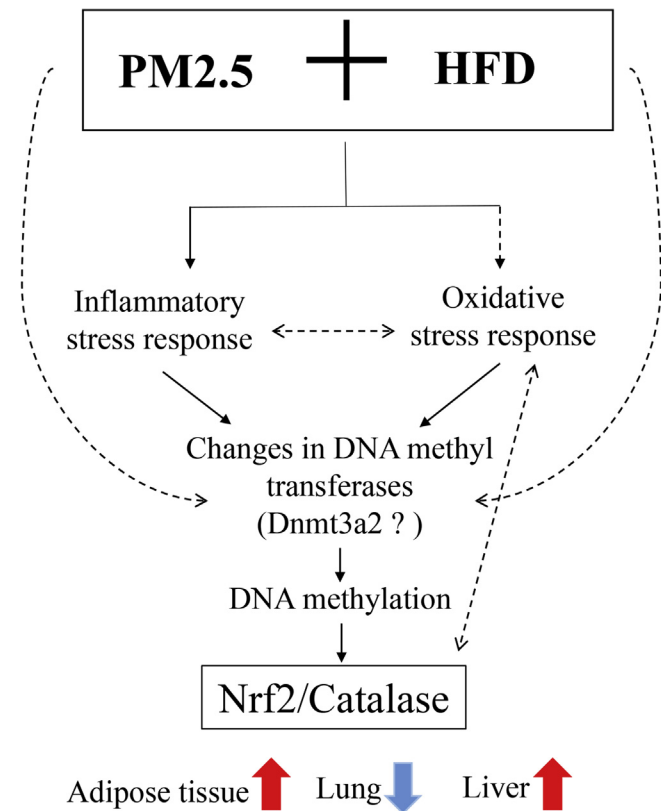 PM2.5 + HFD
Inflammatory
stress response
Oxidative
stress response
Changes in DNA methyl
transferases
(Dnmt3a2 ? )
DNA methylation
Nrf2/Catalase
Adipose tissue Lung Liver